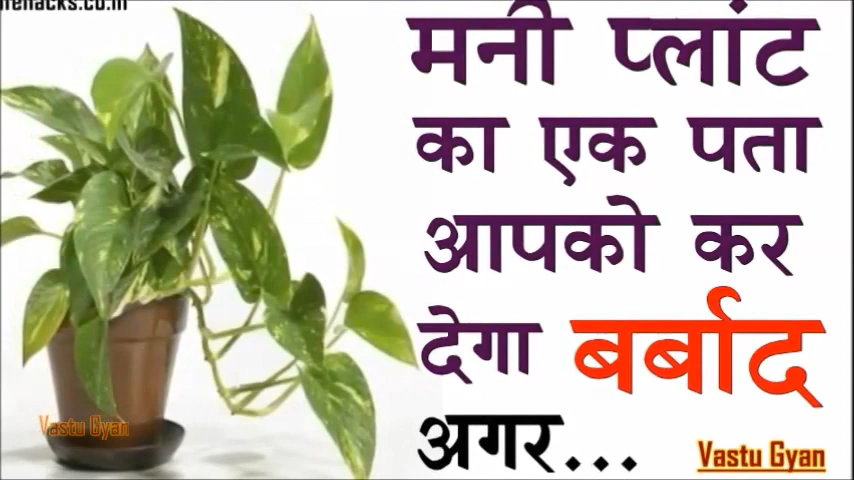 मनी प्लांट
का एक पता
आपको कर
देगा बर्बाद
अगर...
Vastu Gyan
Vastu Gyan